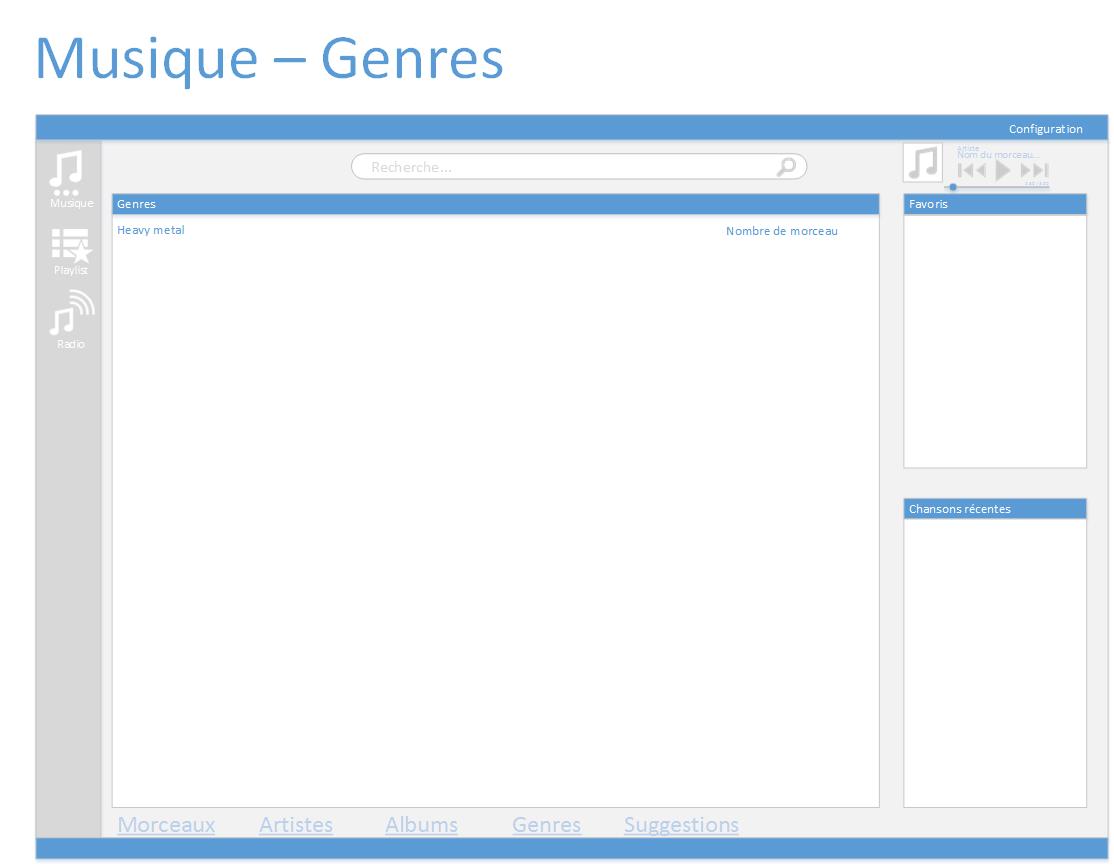 Musique – Genres
Configuration
Musique
Playlist
Radio
Recherche...
Artiste
Nom du morceau...
Genres
Heavy metal
Nombre de morceau
Favoris
Chansons récentes
Morceaux
Artistes
Albums
Genres
Suggestions